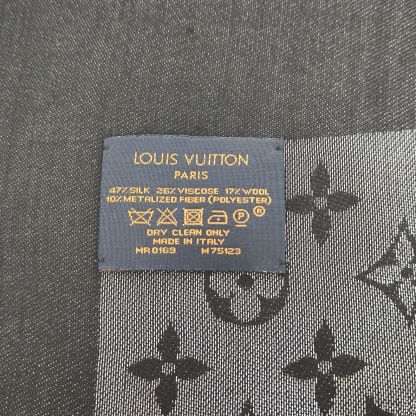 LOUIS VUITTON
PARIS
47%SILK 26%VISCOSE 17%WOOL
10%METALIZED FIBER (POLYESTER)
P ®
DRY CLEAN ONLY
MADE IN ITALY
MR0169 M75123